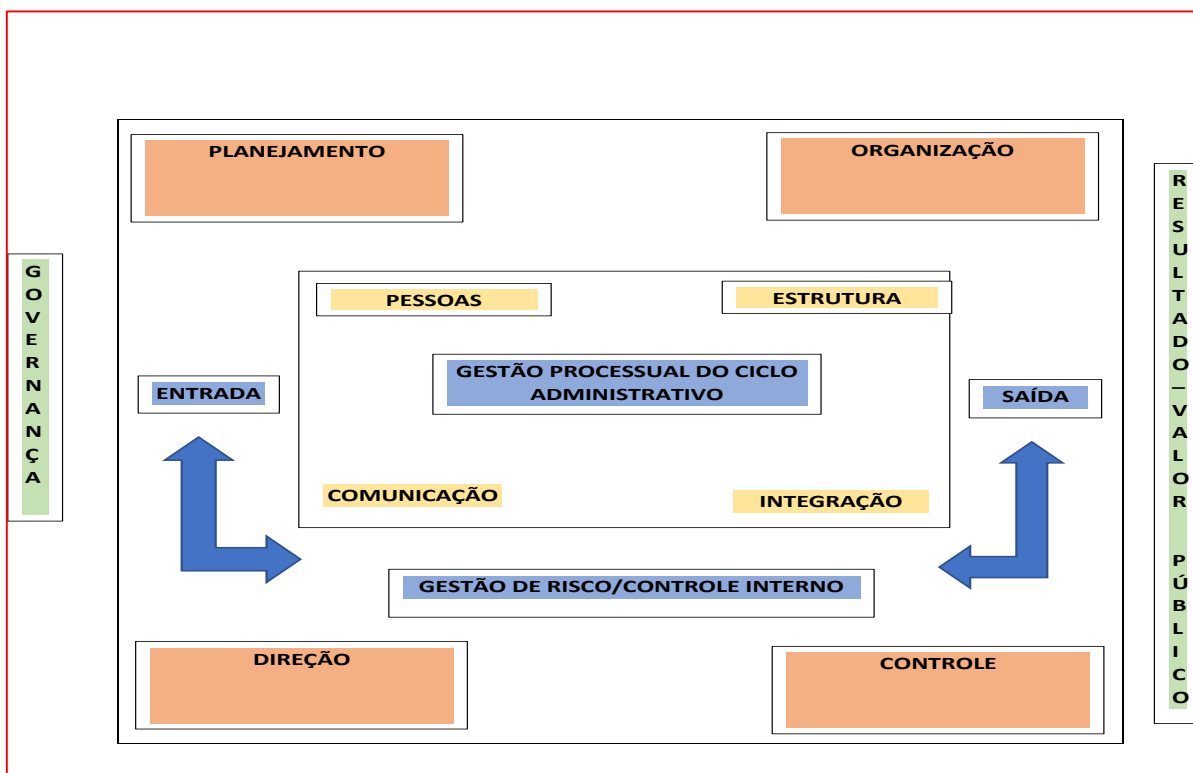 PLANEJAMENTO
ORGANIZAÇÃO
GOVERNANÇA
RESULTADO – VALOR PÚBLICO
PESSOAS
ESTRUTURA
GESTÃO PROCESSUAL DO CICLO
ADMINISTRATIVO
ENTRADA
SAÍDA
COMUNICAÇÃO
INTEGRAÇÃO
GESTÃO DE RISCO/CONTROLE INTERNO
DIREÇÃO
CONTROLE